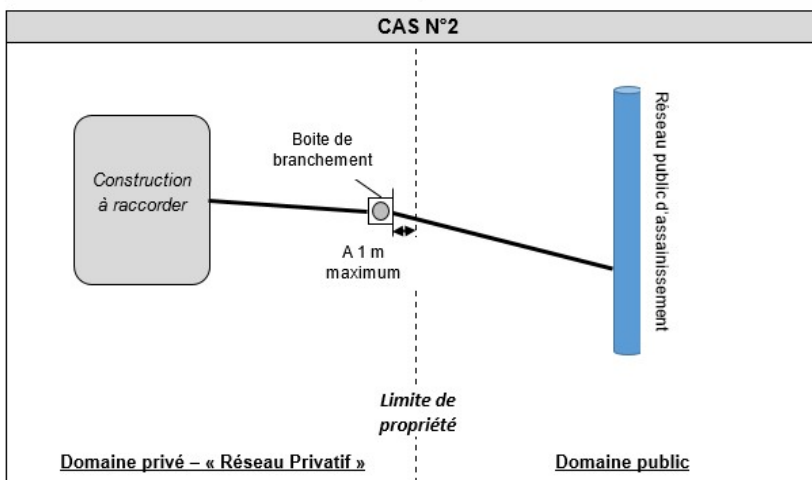 CAS N°2
Boite de
branchement
Construction
à raccorder
A 1 m
maximum
Réseau public d'assainissement
Limite de
propriété
Domaine privé – « Réseau Privatif »
Domaine public